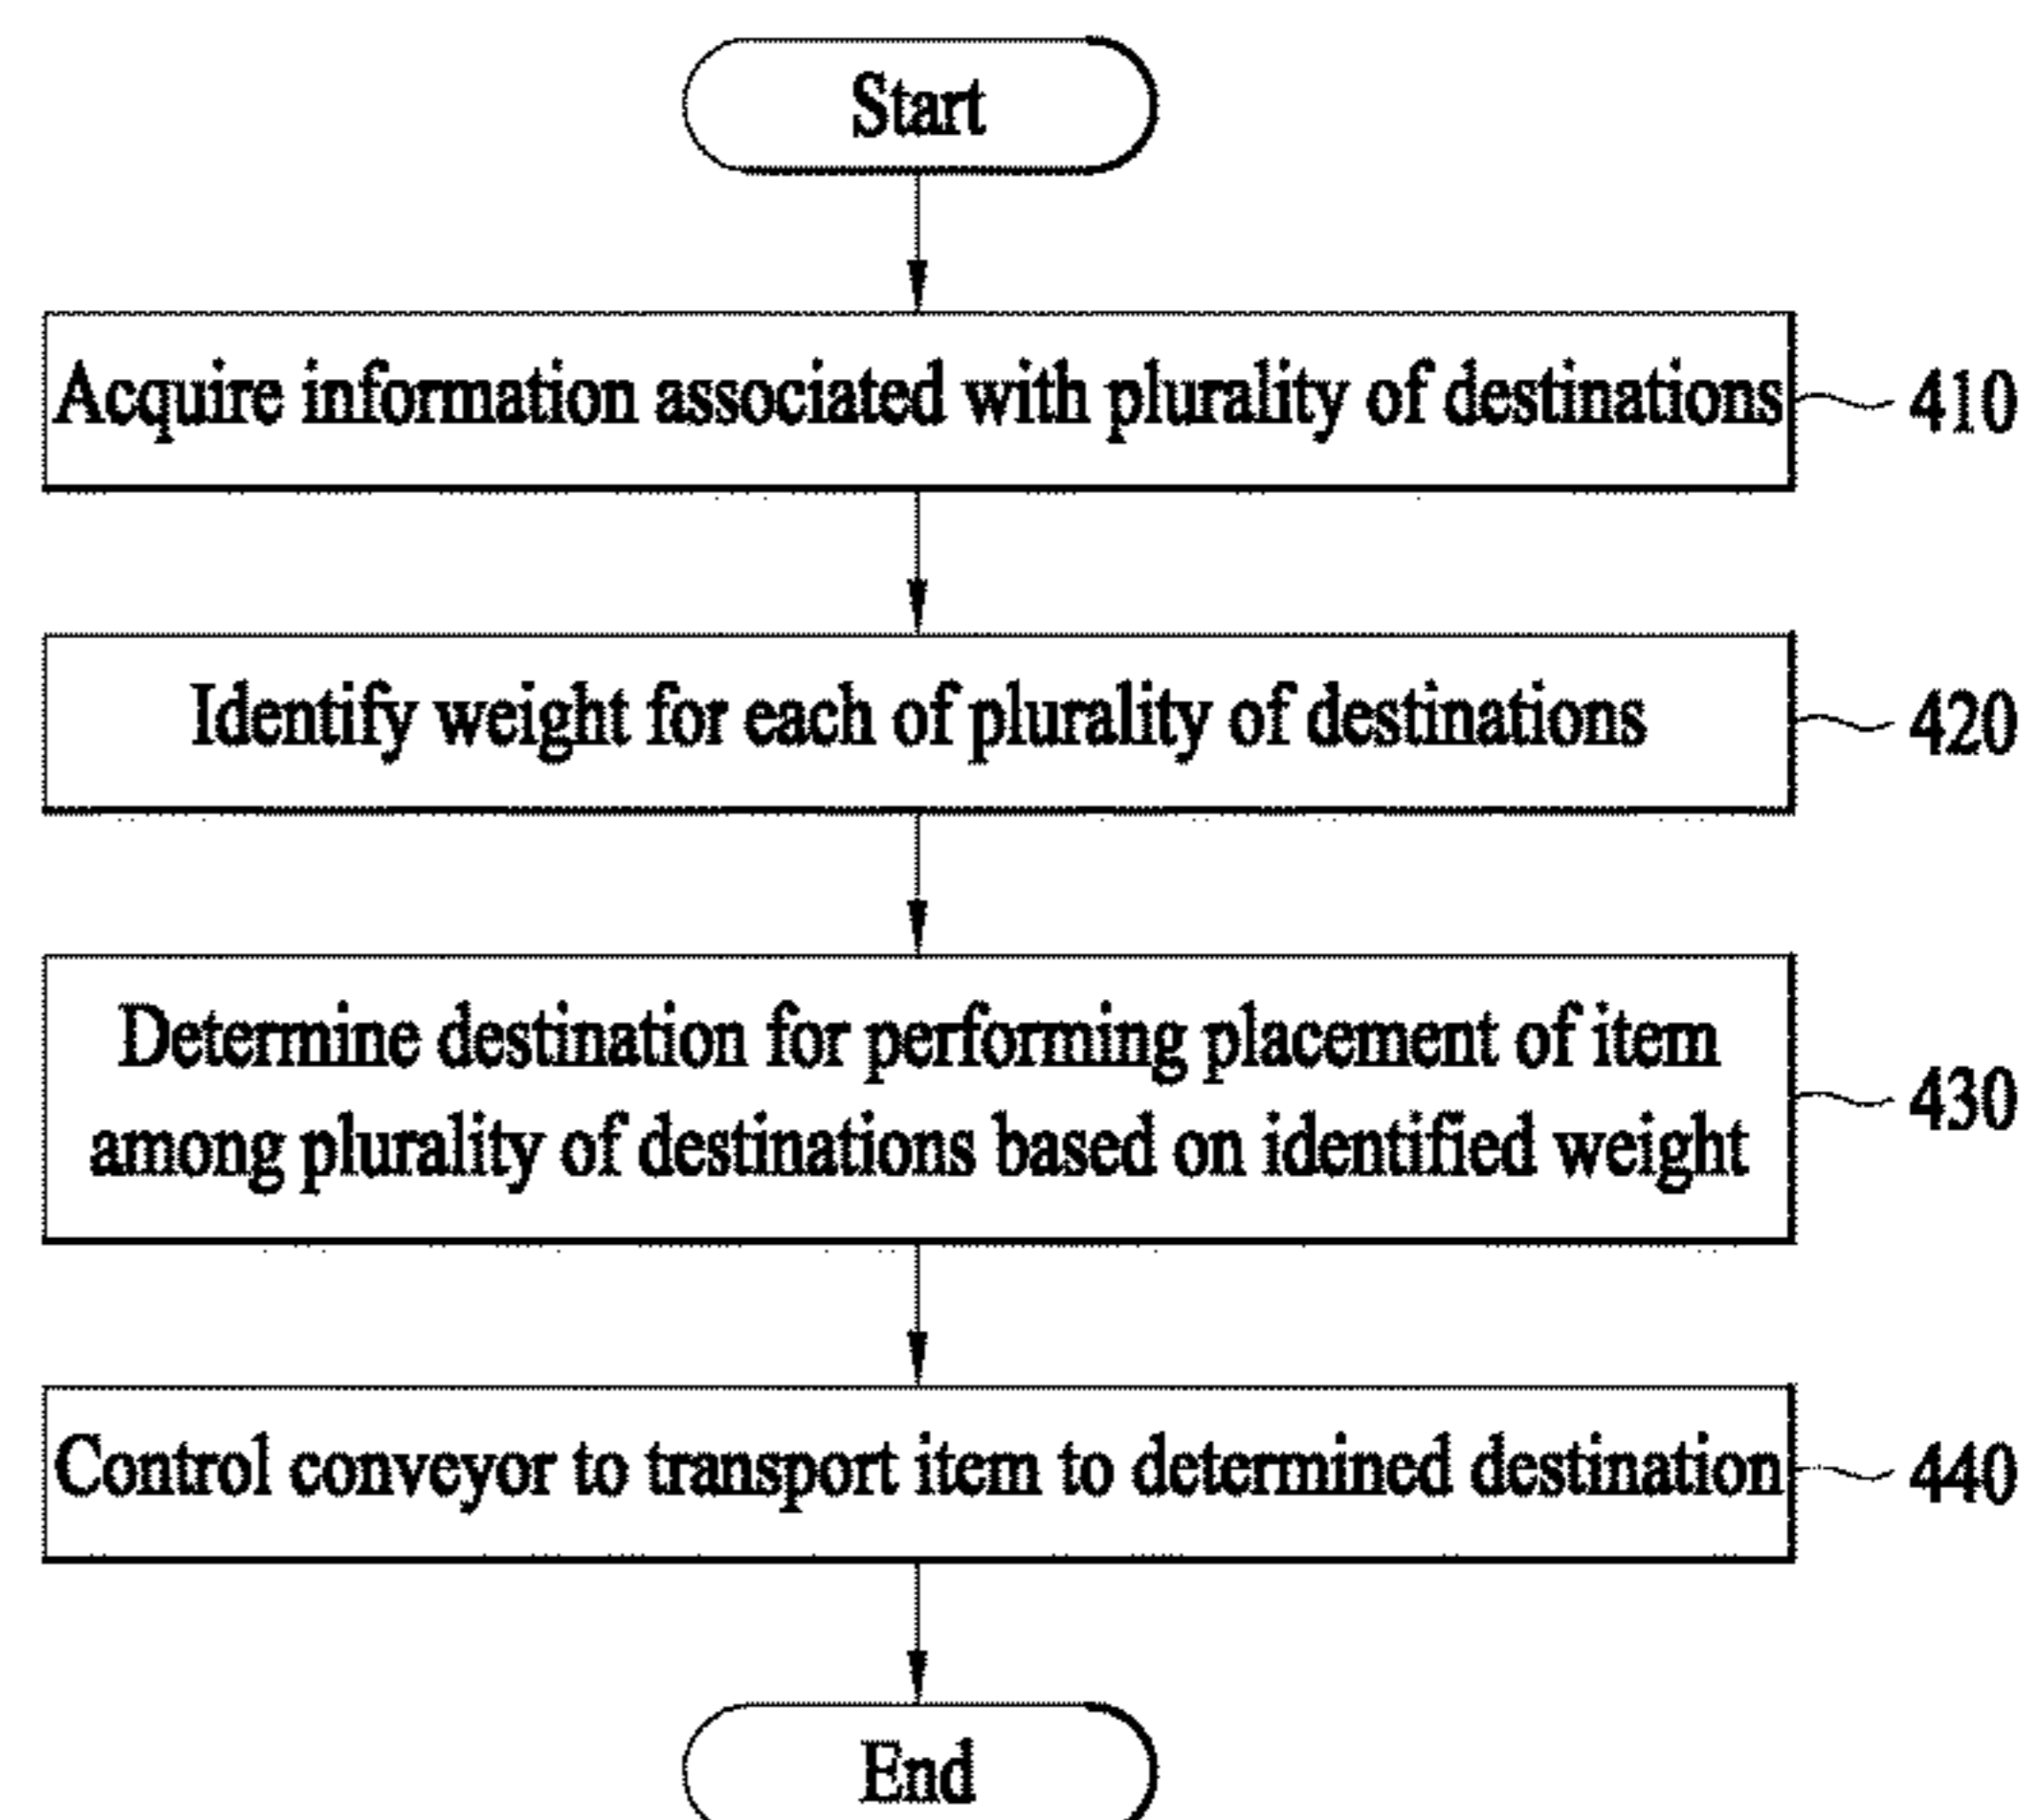 Start
Acquire information associated with plurality of destinations
410
Identify weight for each of plurality of destinations
420
Determine destination for performing placement of item
among plurality of destinations based on identified weight
430
Control conveyor to transport item to determined destination
440
End